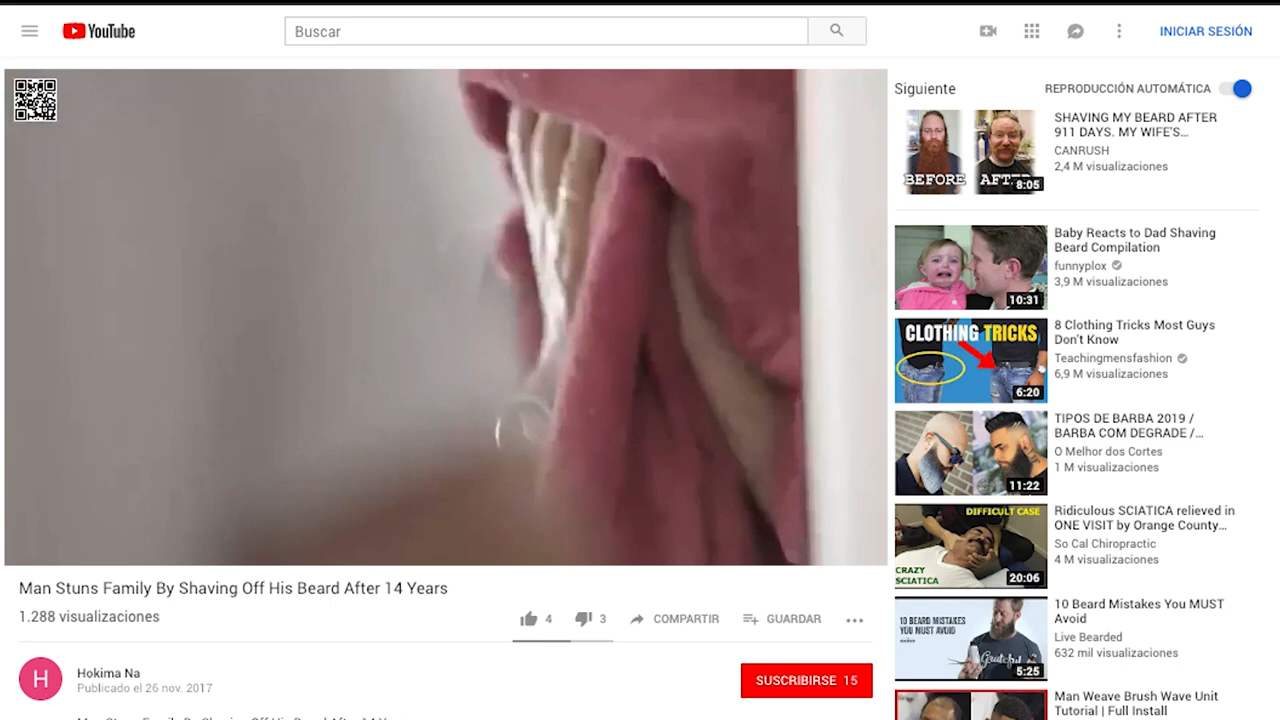 YouTube
Buscar
INICIAR SESIÓN
Siguiente
REPRODUCCIÓN AUTOMÁTICA
BEFORE
8:05
SHAVING MY BEARD AFTER
911 DAYS. MY WIFE'S...
CANRUSH
2,4 M visualizaciones
10:31
Baby Reacts to Dad Shaving
Beard Compilation
funnyplox
3,9 M visualizaciones
CLOTHING TRICKS
6:20
8 Clothing Tricks Most Guys
Don't Know
Teachingmensfashion
6,9 M visualizaciones
11:22
TIPOS DE BARBA 2019 /
BARBA COM DEGRADE /...
O Melhor dos Cortes
1 M visualizaciones
DIFFICULT CASE
CRAZY
SCIATICA
20:06
Ridiculous SCIATICA relieved in
ONE VISIT by Orange County...
So Cal Chiropractic
4 M visualizaciones
10 BEARD MISTAKES
YOU MUST AVOID
Grateful
5:25
10 Beard Mistakes You MUST
Avoid
Live Bearded
632 mil visualizaciones
Man Weave Brush Wave Unit
Tutorial | Full Install
Man Stuns Family By Shaving Off His Beard After 14 Years
1.288 visualizaciones
4
3
COMPARTIR
GUARDAR
H
Hokima Na
Publicado el 26 nov. 2017
SUSCRIBIRSE 15